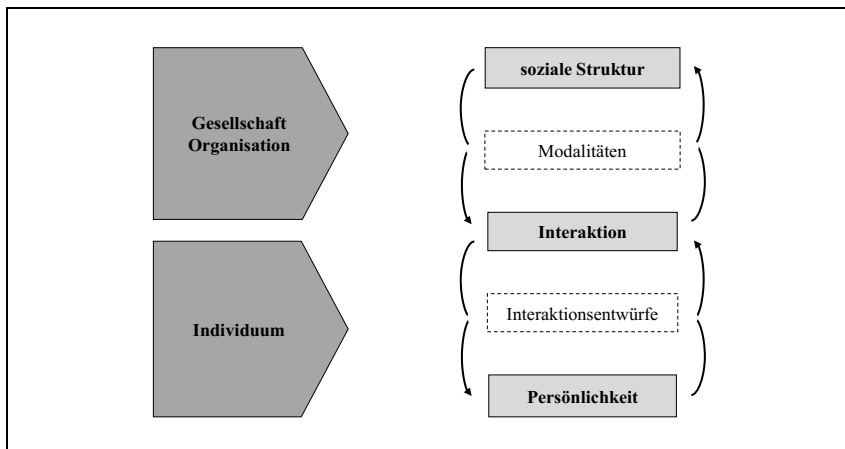 Gesellschaft
Organisation
soziale Struktur
Modalitäten
Interaktion
Individuum
Interaktionsentwürfe
Persönlichkeit